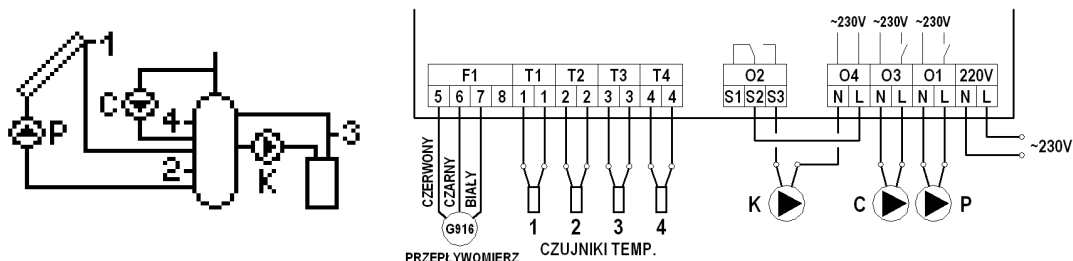 1
C
P
4
3
2
K
~230V ~230V ~230V
F1 T1 T2 T3 T4 O2 O4 O3 O1 220V
5 6 7 8 1 1 2 2 3 3 4 4 S1 S2 S3 N L N L N L N L
CZERWONY
CZARNY
BIAŁY
~230V
K C P
G916 1 2 3 4
PRZEPŁYWOMIERZ CZUJNIKI TEMP.